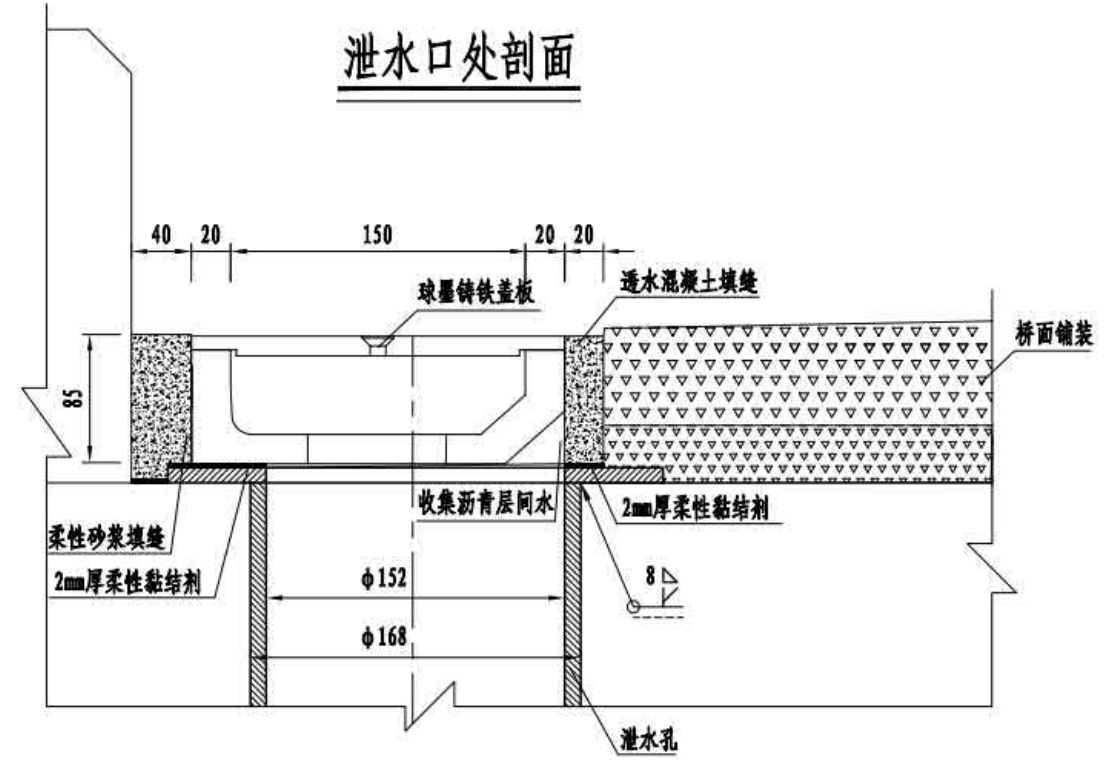 泄水口处剖面
40 20 150 20 20
球墨铸铁盖板
透水混凝土填缝
桥面铺装
85
收集沥青层间水
2mm厚柔性黏结剂
柔性砂浆填缝
2mm厚柔性黏结剂
ϕ152
8
ϕ168
泄水孔